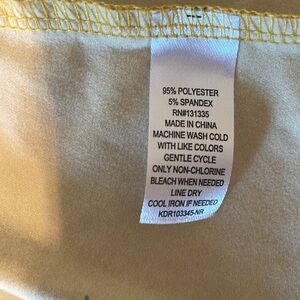 95% POLYESTER
5% SPANDEX
RN#131335
MADE IN CHINA
MACHINE WASH COLD
WITH LIKE COLORS
GENTLE CYCLE
ONLY NON-CHLORINE
BLEACH WHEN NEEDED
LINE DRY
COOL IRON IF NEEDED
KDR103345-NR